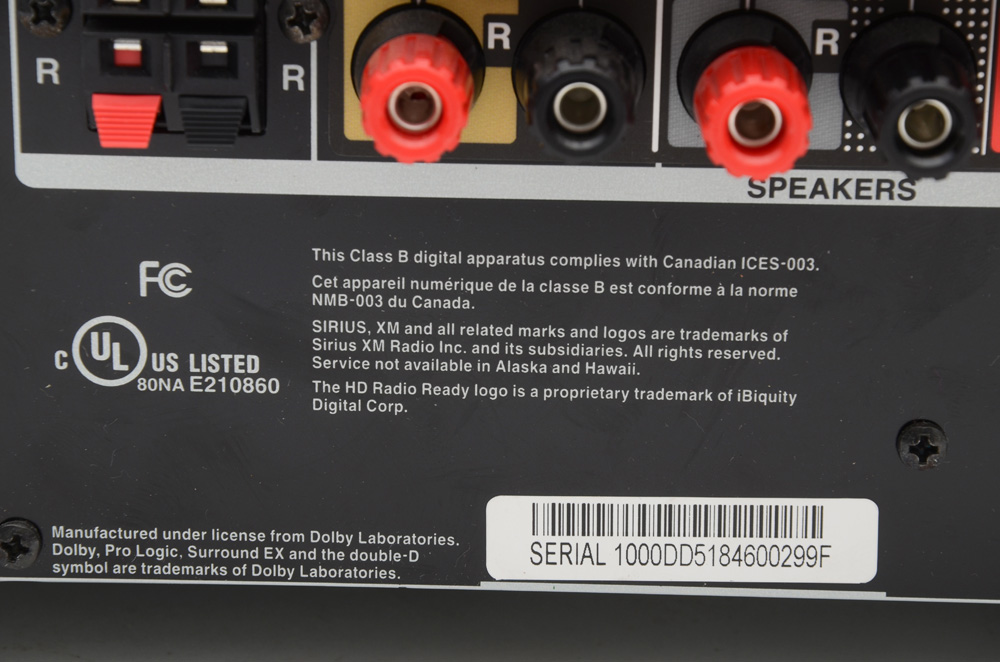 R
R
R
R
SPEAKERS
FC
This Class B digital apparatus complies with Canadian ICES-003.
Cet appareil numérique de la classe B est conforme à la norme
NMB-003 du Canada.
SIRIUS, XM and all related marks and logos are trademarks of
Sirius XM Radio Inc. and its subsidiaries. All rights reserved.
Service not available in Alaska and Hawaii.
The HD Radio Ready logo is a proprietary trademark of iBiquity
Digital Corp.
C UL US LISTED
80NA E210860
Manufactured under license from Dolby Laboratories.
Dolby, Pro Logic, Surround EX and the double-D
symbol are trademarks of Dolby Laboratories.
SERIAL 1000DD5184600299F